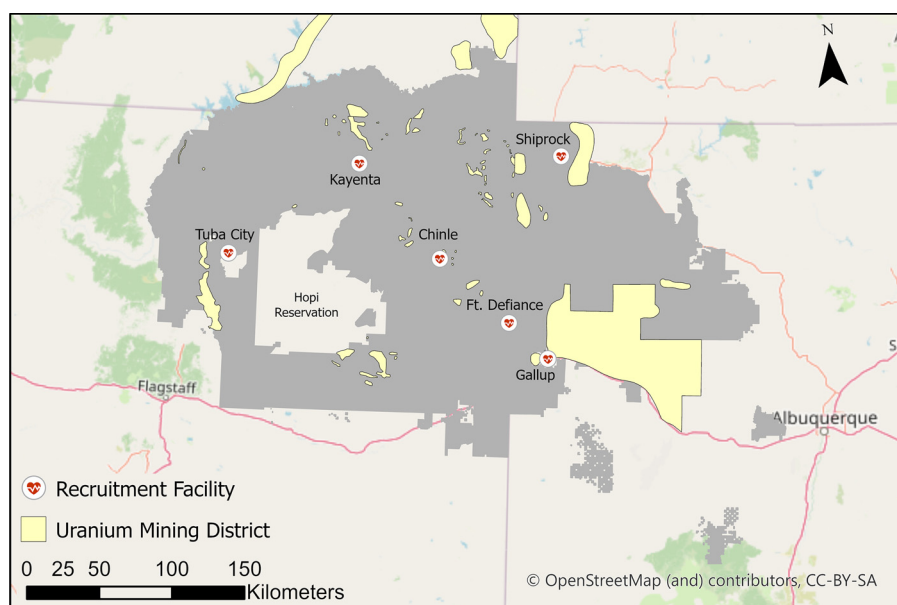 N
Shiprock
Kayenta
Tuba City
Chinle
Hopi
Reservation
Ft. Defiance
Gallup
Flagstaff
Albuquerque
Recruitment Facility
Uranium Mining District
0 25 50 100 150
Kilometers
© OpenStreetMap (and) contributors, CC-BY-SA